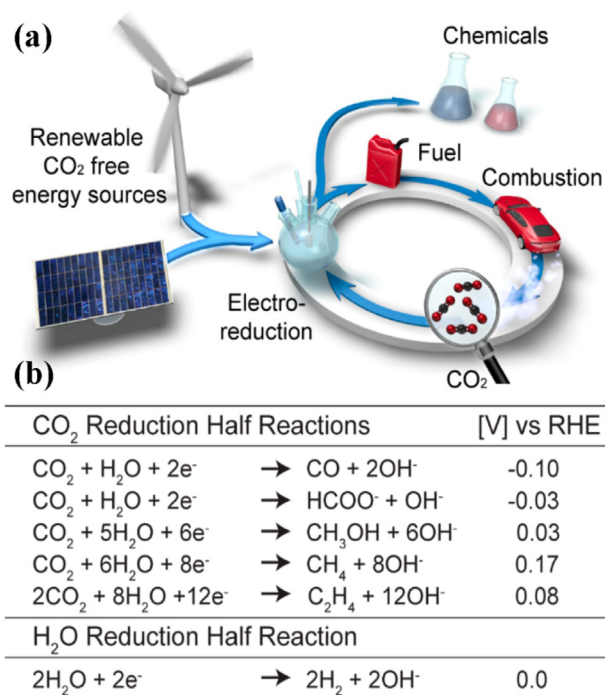 (a)
Chemicals
Renewable
CO₂ free
energy sources
Fuel
Combustion
Electro-
reduction
CO₂
(b)
CO₂ Reduction Half Reactions [V] vs RHE
CO₂ + H₂O + 2e⁻ → CO + 2OH⁻ -0.10
CO₂ + H₂O + 2e⁻ → HCOO⁻ + OH⁻ -0.03
CO₂ + 5H₂O + 6e⁻ → CH₃OH + 6OH⁻ 0.03
CO₂ + 6H₂O + 8e⁻ → CH₄ + 8OH⁻ 0.17
2CO₂ + 8H₂O +12e⁻ → C₂H₄ + 12OH⁻ 0.08
H₂O Reduction Half Reaction
2H₂O + 2e⁻ → 2H₂ + 2OH⁻ 0.0